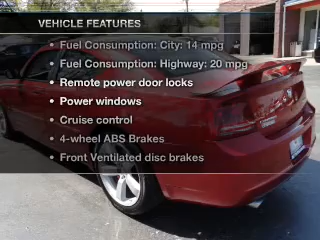 VEHICLE FEATURES
• Fuel Consumption: City: 14 mpg
• Fuel Consumption: Highway: 20 mpg
• Remote power door locks
• Power windows
• Cruise control
• 4-wheel ABS Brakes
• Front Ventilated disc brakes